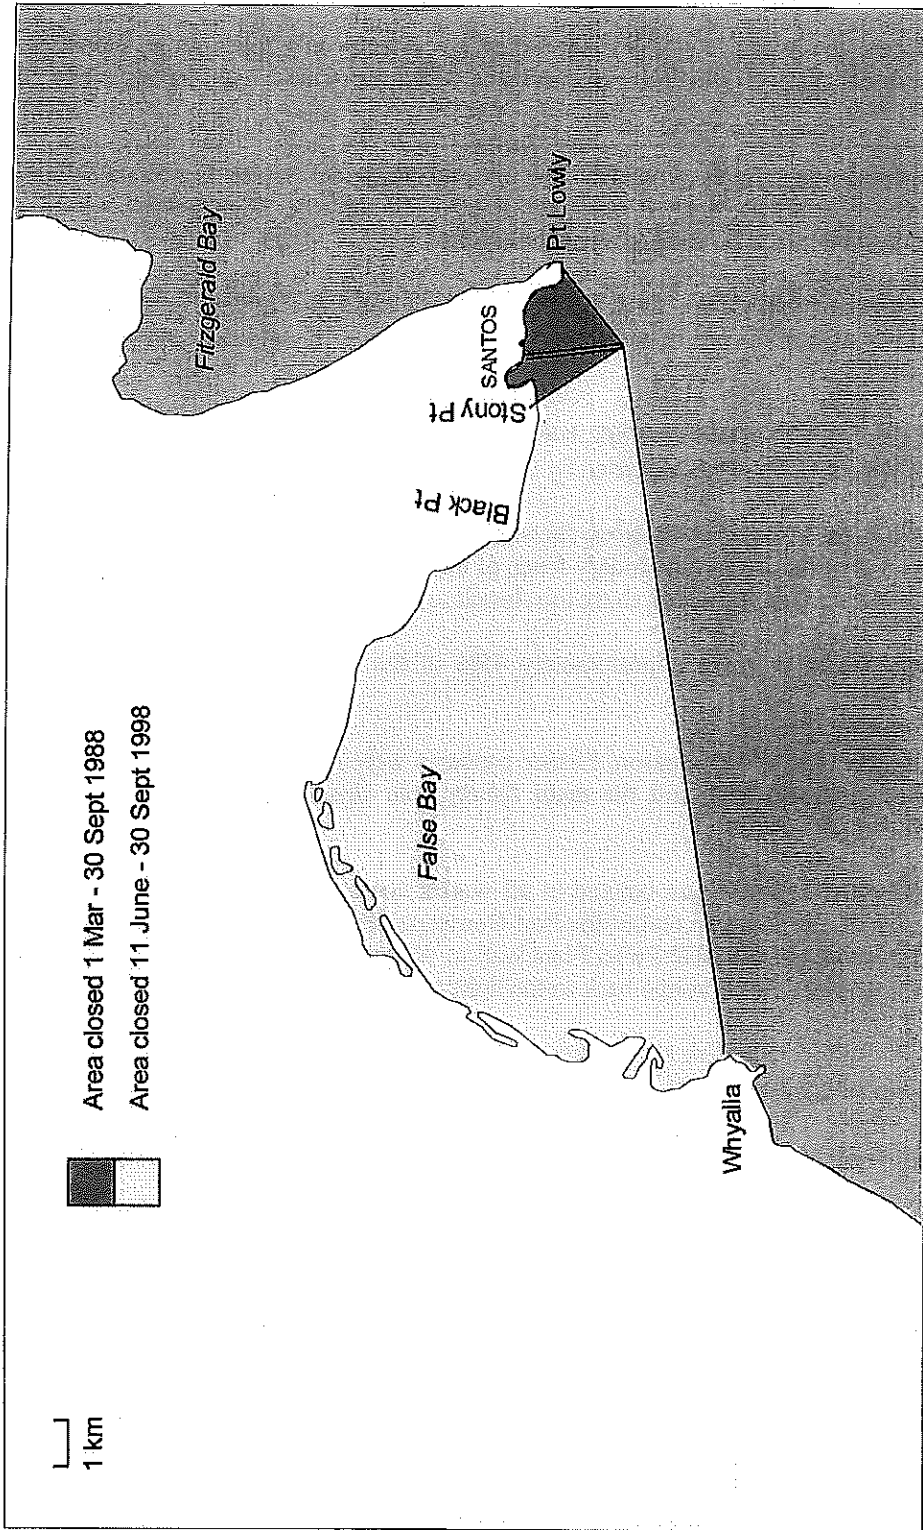 1 km
Area closed 1 Mar - 30 Sept 1988
Area closed 11 June - 30 Sept 1998
Fitzgerald Bay
SANTOS
Pt Lowly
Stony Pt
Black Pt
False Bay
Whyalla